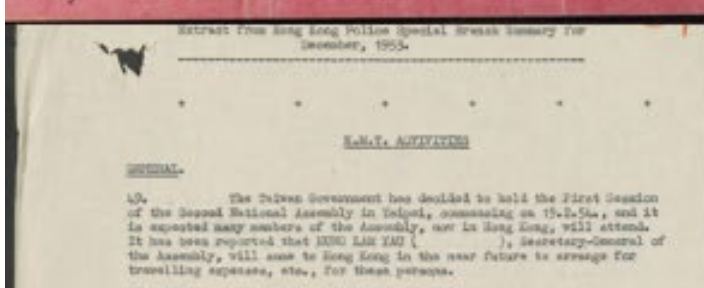 Extract from Hong Kong Police Special Branch Summary for
December, 1953.
* * * * * *
K.M.T. ACTIVITIES
GENERAL.
49. The Taiwan Government has decided to hold the First Session
of the Second National Assembly in Taipei, commencing on 19.2.54., and it
is expected many members of the Assembly, now in Hong Kong, will attend.
It has been reported that HUNG LAN YAU ( ), Secretary-General of
the Assembly, will come to Hong Kong in the near future to arrange for
travelling expenses, etc., for these persons.